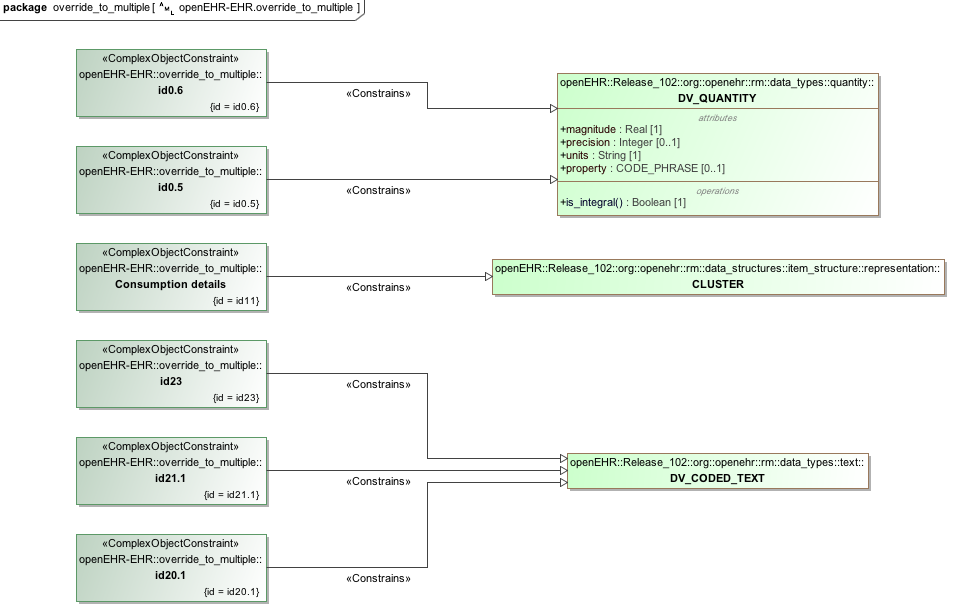 package override_to_multiple [ AML openEHR-EHR.override_to_multiple ]
«ComplexObjectConstraint»
openEHR-EHR::override_to_multiple::
id0.6
{id = id0.6}
«Constrains»
openEHR::Release_102::org::openehr::rm::data_types::quantity::
DV_QUANTITY
attributes
+magnitude : Real [1]
+precision : Integer [0..1]
+units : String [1]
+property : CODE_PHRASE [0..1]
operations
+is_integral() : Boolean [1]
«ComplexObjectConstraint»
openEHR-EHR::override_to_multiple::
id0.5
{id = id0.5}
«Constrains»
«ComplexObjectConstraint»
openEHR-EHR::override_to_multiple::
Consumption details
{id = id11}
«Constrains»
openEHR::Release_102::org::openehr::rm::data_structures::item_structure::representation::
CLUSTER
«ComplexObjectConstraint»
openEHR-EHR::override_to_multiple::
id23
{id = id23}
«Constrains»
«ComplexObjectConstraint»
openEHR-EHR::override_to_multiple::
id21.1
{id = id21.1}
«Constrains»
openEHR::Release_102::org::openehr::rm::data_types::text::
DV_CODED_TEXT
«ComplexObjectConstraint»
openEHR-EHR::override_to_multiple::
id20.1
{id = id20.1}
«Constrains»